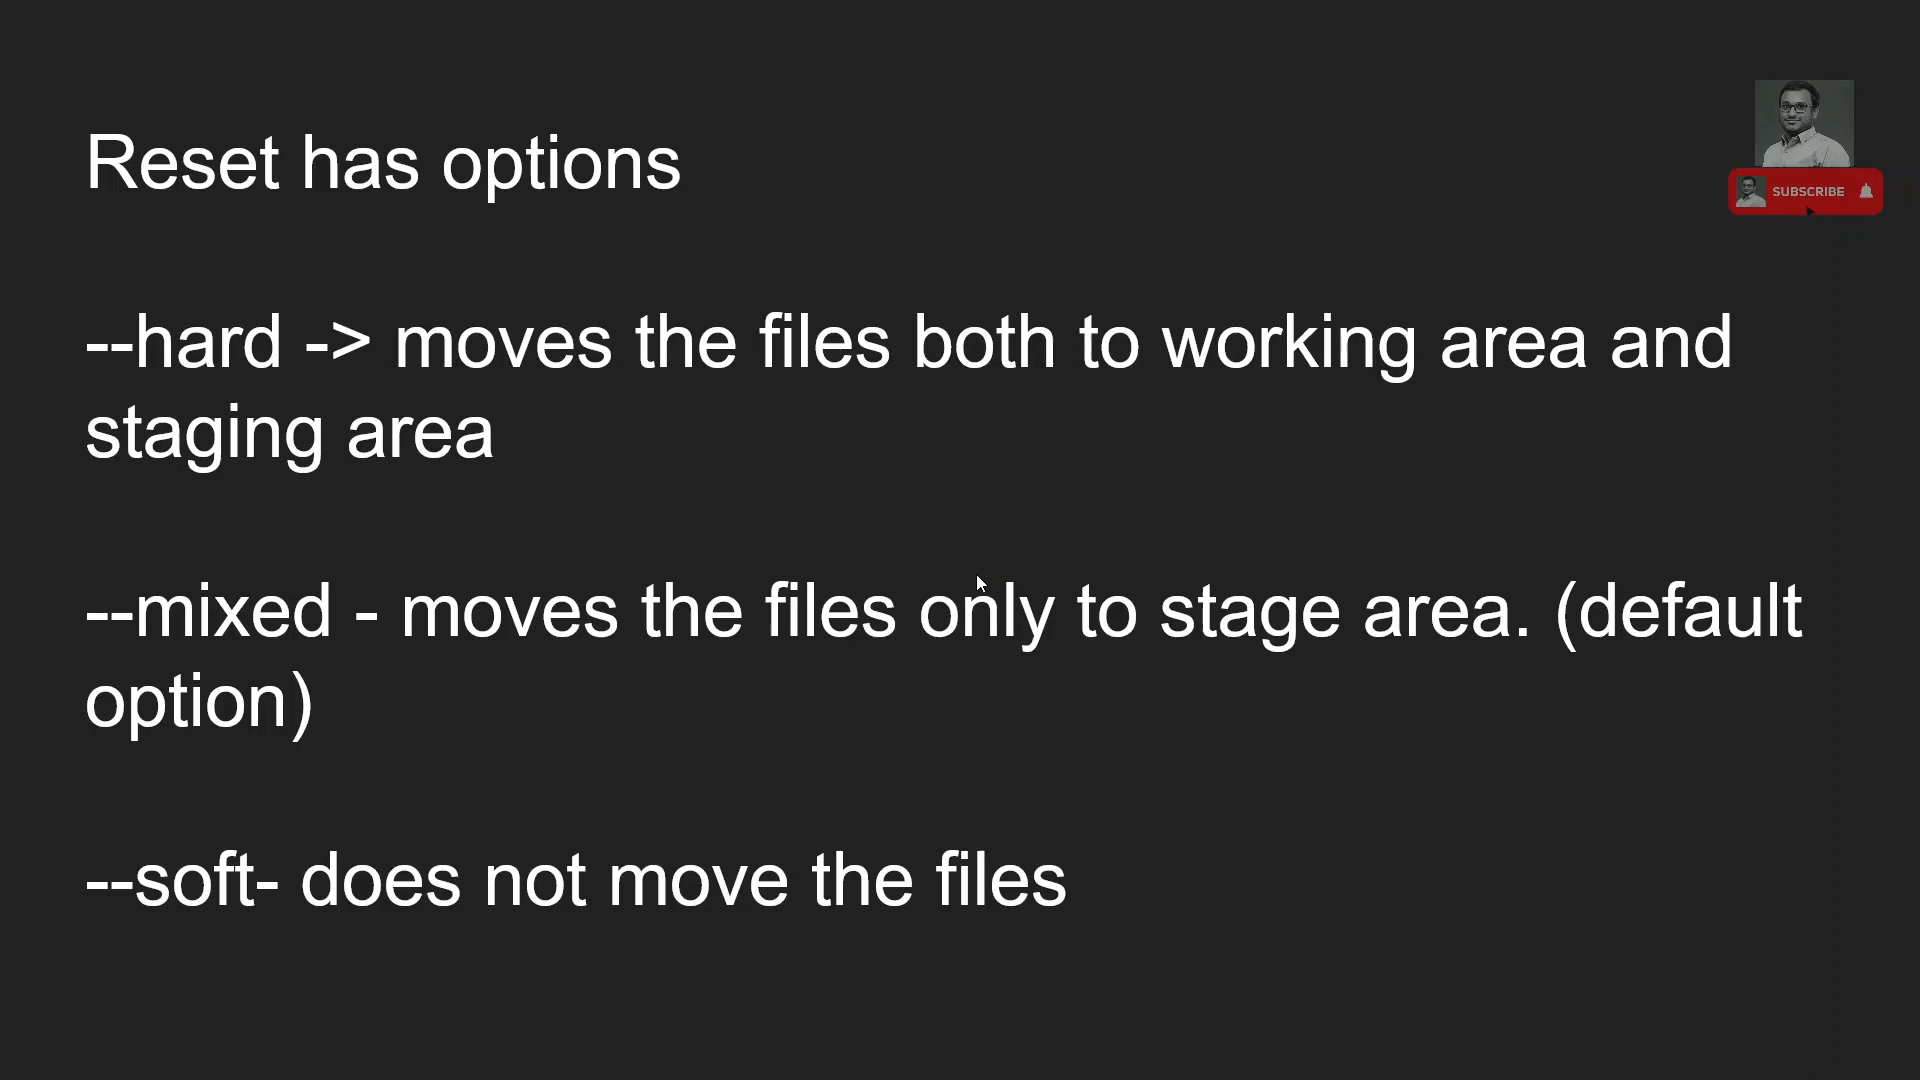 Reset has options
SUBSCRIBE
--hard -> moves the files both to working area and
staging area
--mixed - moves the files only to stage area. (default
option)
--soft- does not move the files